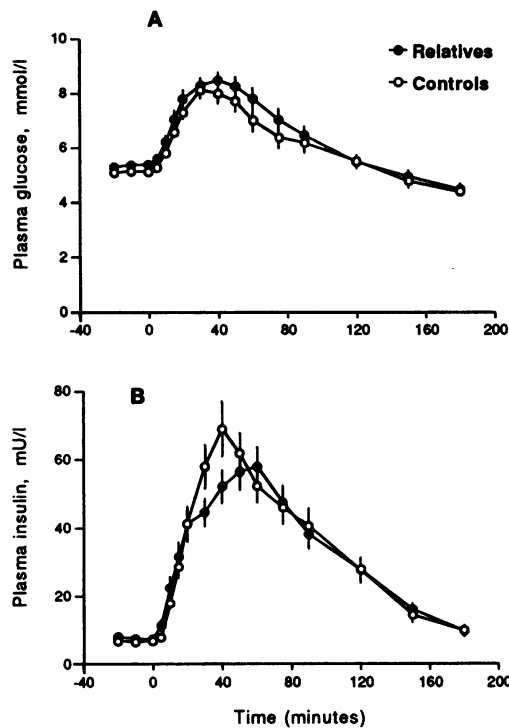 A
Relatives
Controls
Plasma glucose, mmol/l
10
8
6
4
2
0
-40 0 40 80 120 160 200
B
Plasma insulin, mU/l
80
60
40
20
0
-40 0 40 80 120 160 200
Time (minutes)